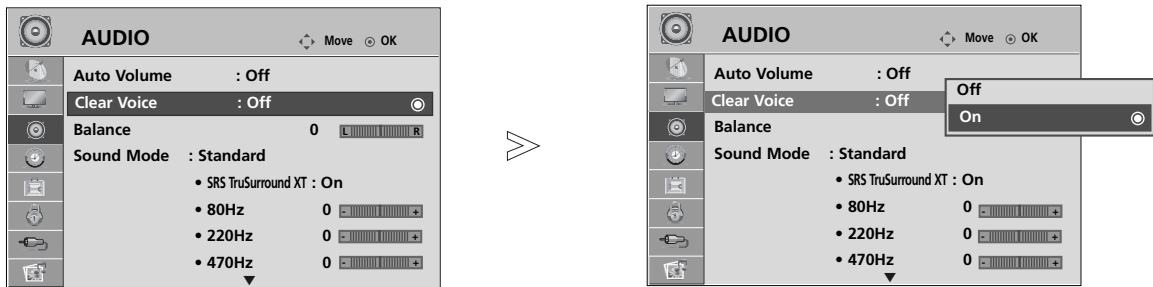 AUDIO Move OK
Auto Volume : Off
Clear Voice : Off
Balance 0 L R
Sound Mode : Standard
• SRS TruSurround XT : On
• 80Hz 0 - +
• 220Hz 0 - +
• 470Hz 0 - +
AUDIO Move OK
Auto Volume : Off
Clear Voice : Off
Balance
Sound Mode : Standard
• SRS TruSurround XT : On
• 80Hz 0 - +
• 220Hz 0 - +
• 470Hz 0 - +
Off
On